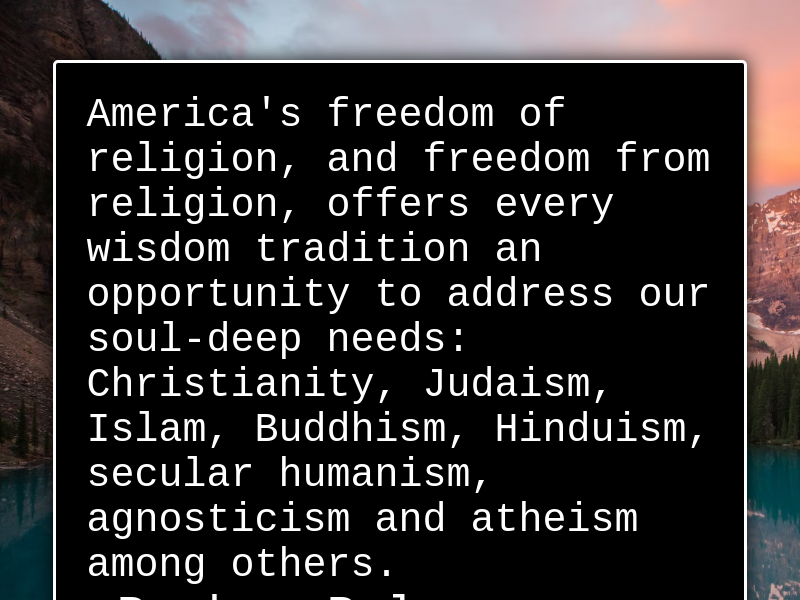 America's freedom of
religion, and freedom from
religion, offers every
wisdom tradition an
opportunity to address our
soul-deep needs:
Christianity, Judaism,
Islam, Buddhism, Hinduism,
secular humanism,
agnosticism and atheism
among others.